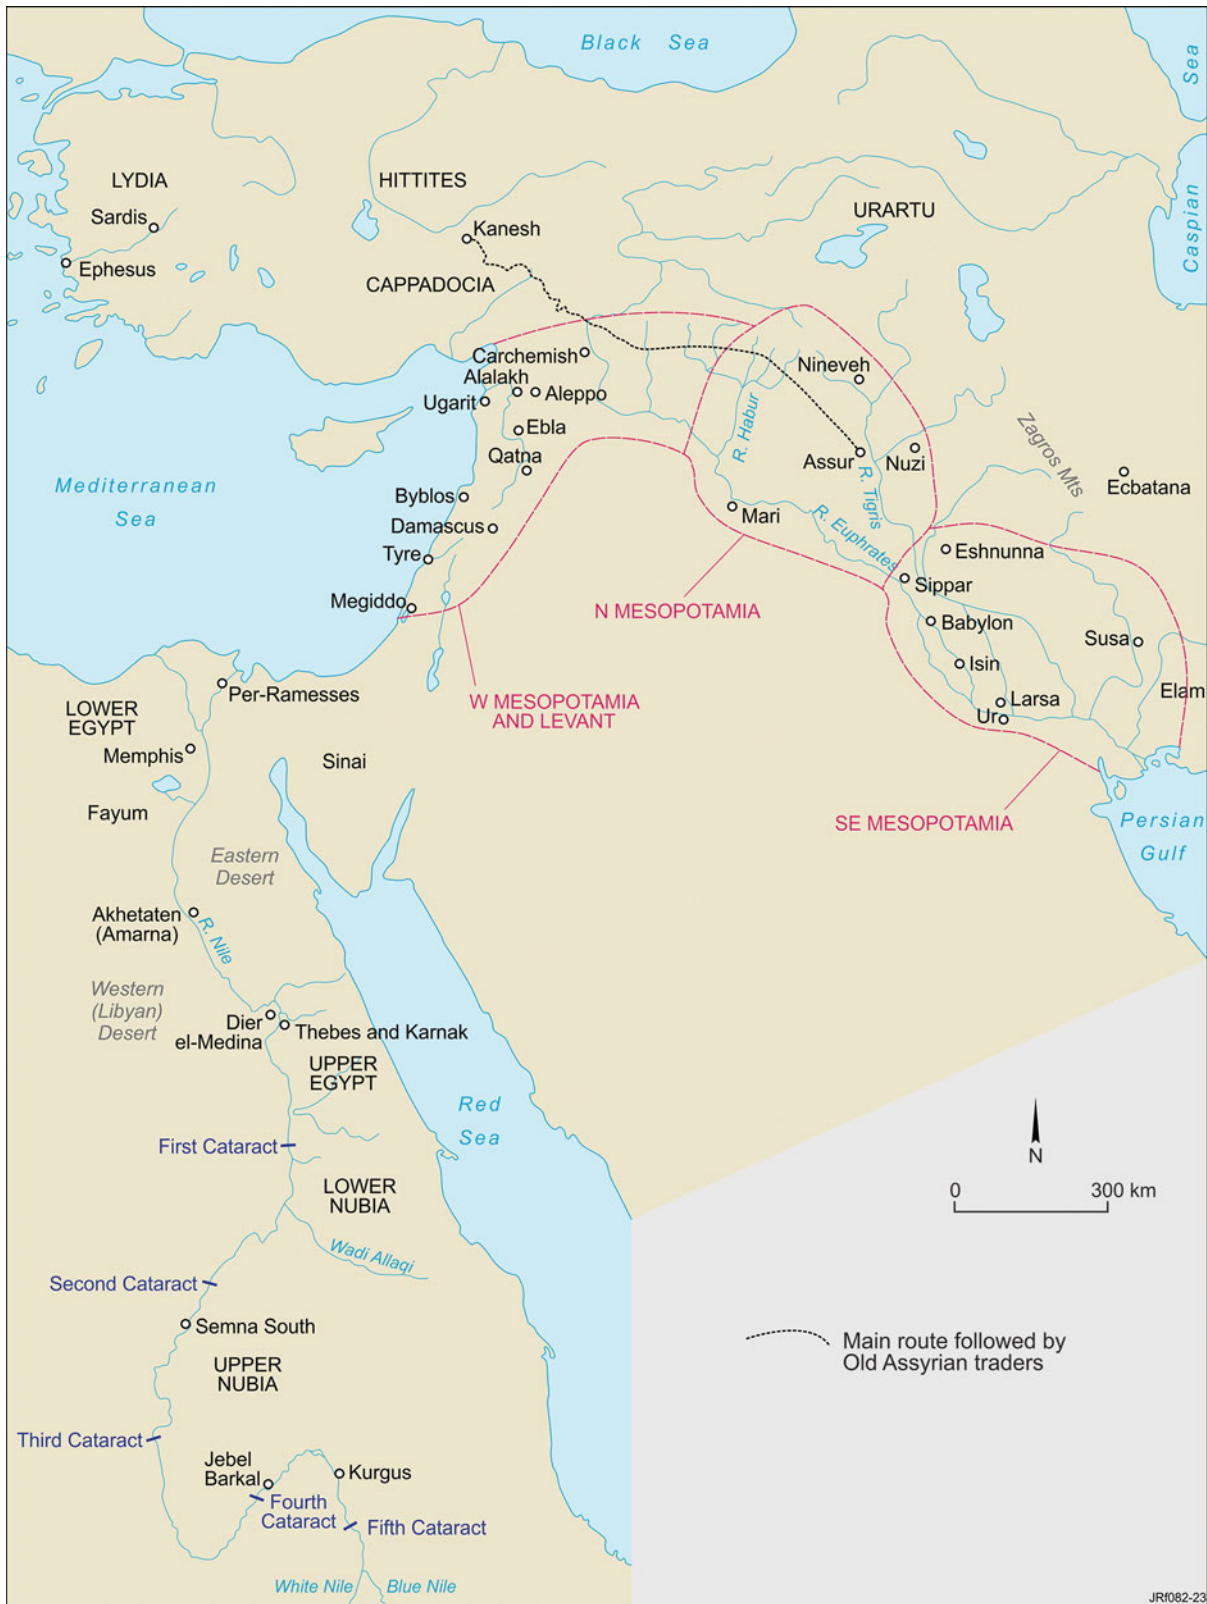 Black Sea
Sea
Caspian
LYDIA
HITTITES
URARTU
Sardis
Kanesh
Ephesus
CAPPADOCIA
Carchemish
Nineveh
Alalakh
Aleppo
Ugarit
R. Habur
Ebla
Zagros Mts
Qatna
Assur
Nuzi
Ecbatana
Mediterranean
Sea
R. Tigris
Byblos
Mari
R. Euphrates
Damascus
Tyre
Eshnunna
Sippar
Megiddo
N MESOPOTAMIA
Babylon
Susa
Isin
Per-Ramesses
Elam
LOWER
EGYPT
W MESOPOTAMIA
AND LEVANT
Larsa
Ur
Memphis
Sinai
Fayum
SE MESOPOTAMIA
Persian
Gulf
Eastern
Desert
Akhetaten
(Amarna)
R. Nile
Western
(Libyan)
Desert
Dier
el-Medina
Thebes and Karnak
UPPER
EGYPT
Red
Sea
First Cataract
N
LOWER
NUBIA
0 300 km
Wadi Allaqi
Second Cataract
Semna South
Main route followed by
Old Assyrian traders
UPPER
NUBIA
Third Cataract
Jebel
Barkal
Kurgus
Fourth
Cataract
Fifth Cataract
White Nile
Blue Nile
JRf082-23